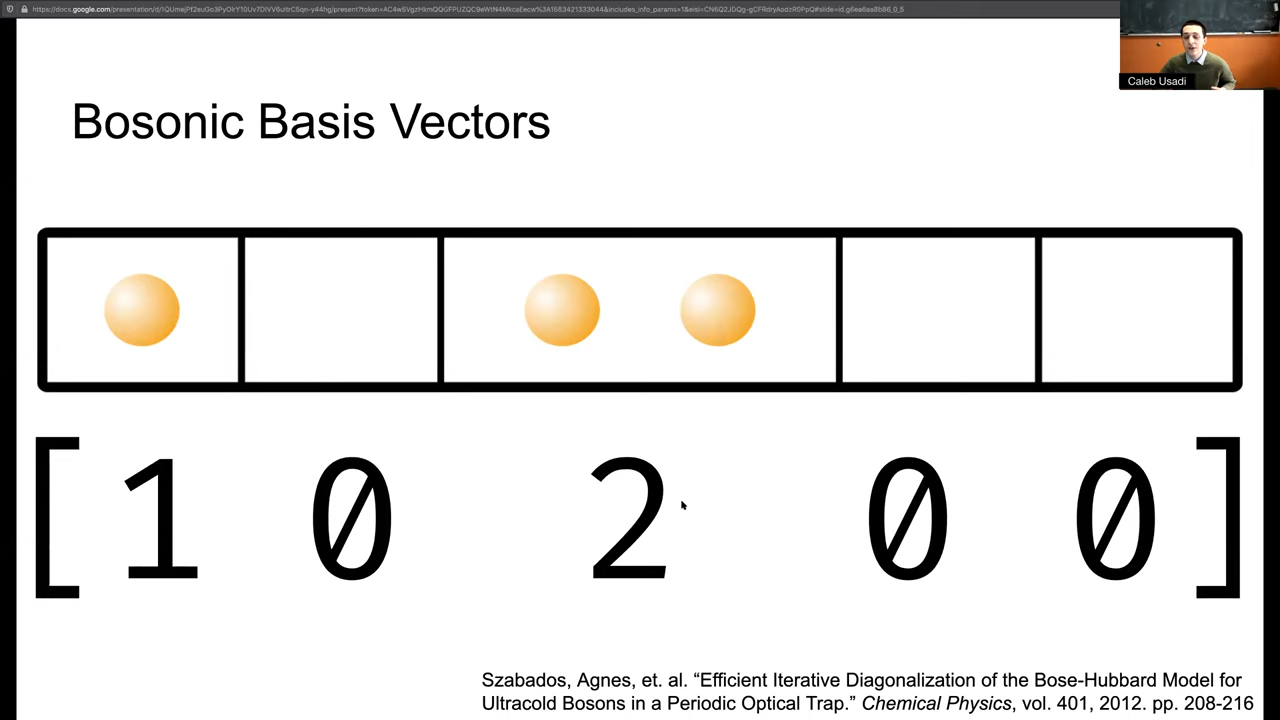 Caleb Usadi
Bosonic Basis Vectors
[ 1 0 2 0 0 ]
Szabados, Agnes, et. al. “Efficient Iterative Diagonalization of the Bose-Hubbard Model for
Ultracold Bosons in a Periodic Optical Trap.” Chemical Physics, vol. 401, 2012. pp. 208-216